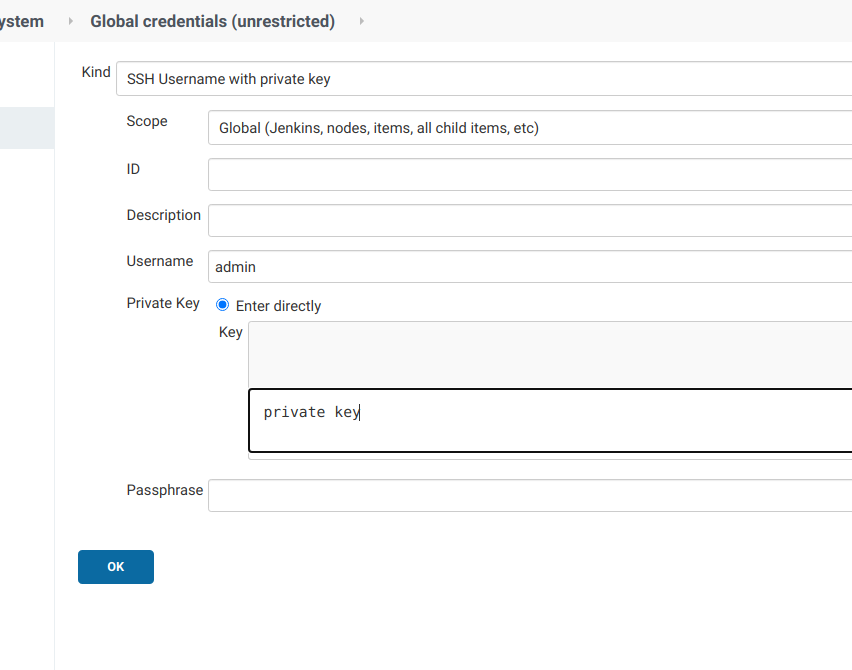 ystem Global credentials (unrestricted)
Kind SSH Username with private key
Scope Global (Jenkins, nodes, items, all child items, etc)
ID
Description
Username admin
Private Key Enter directly
Key
private key
Passphrase
OK